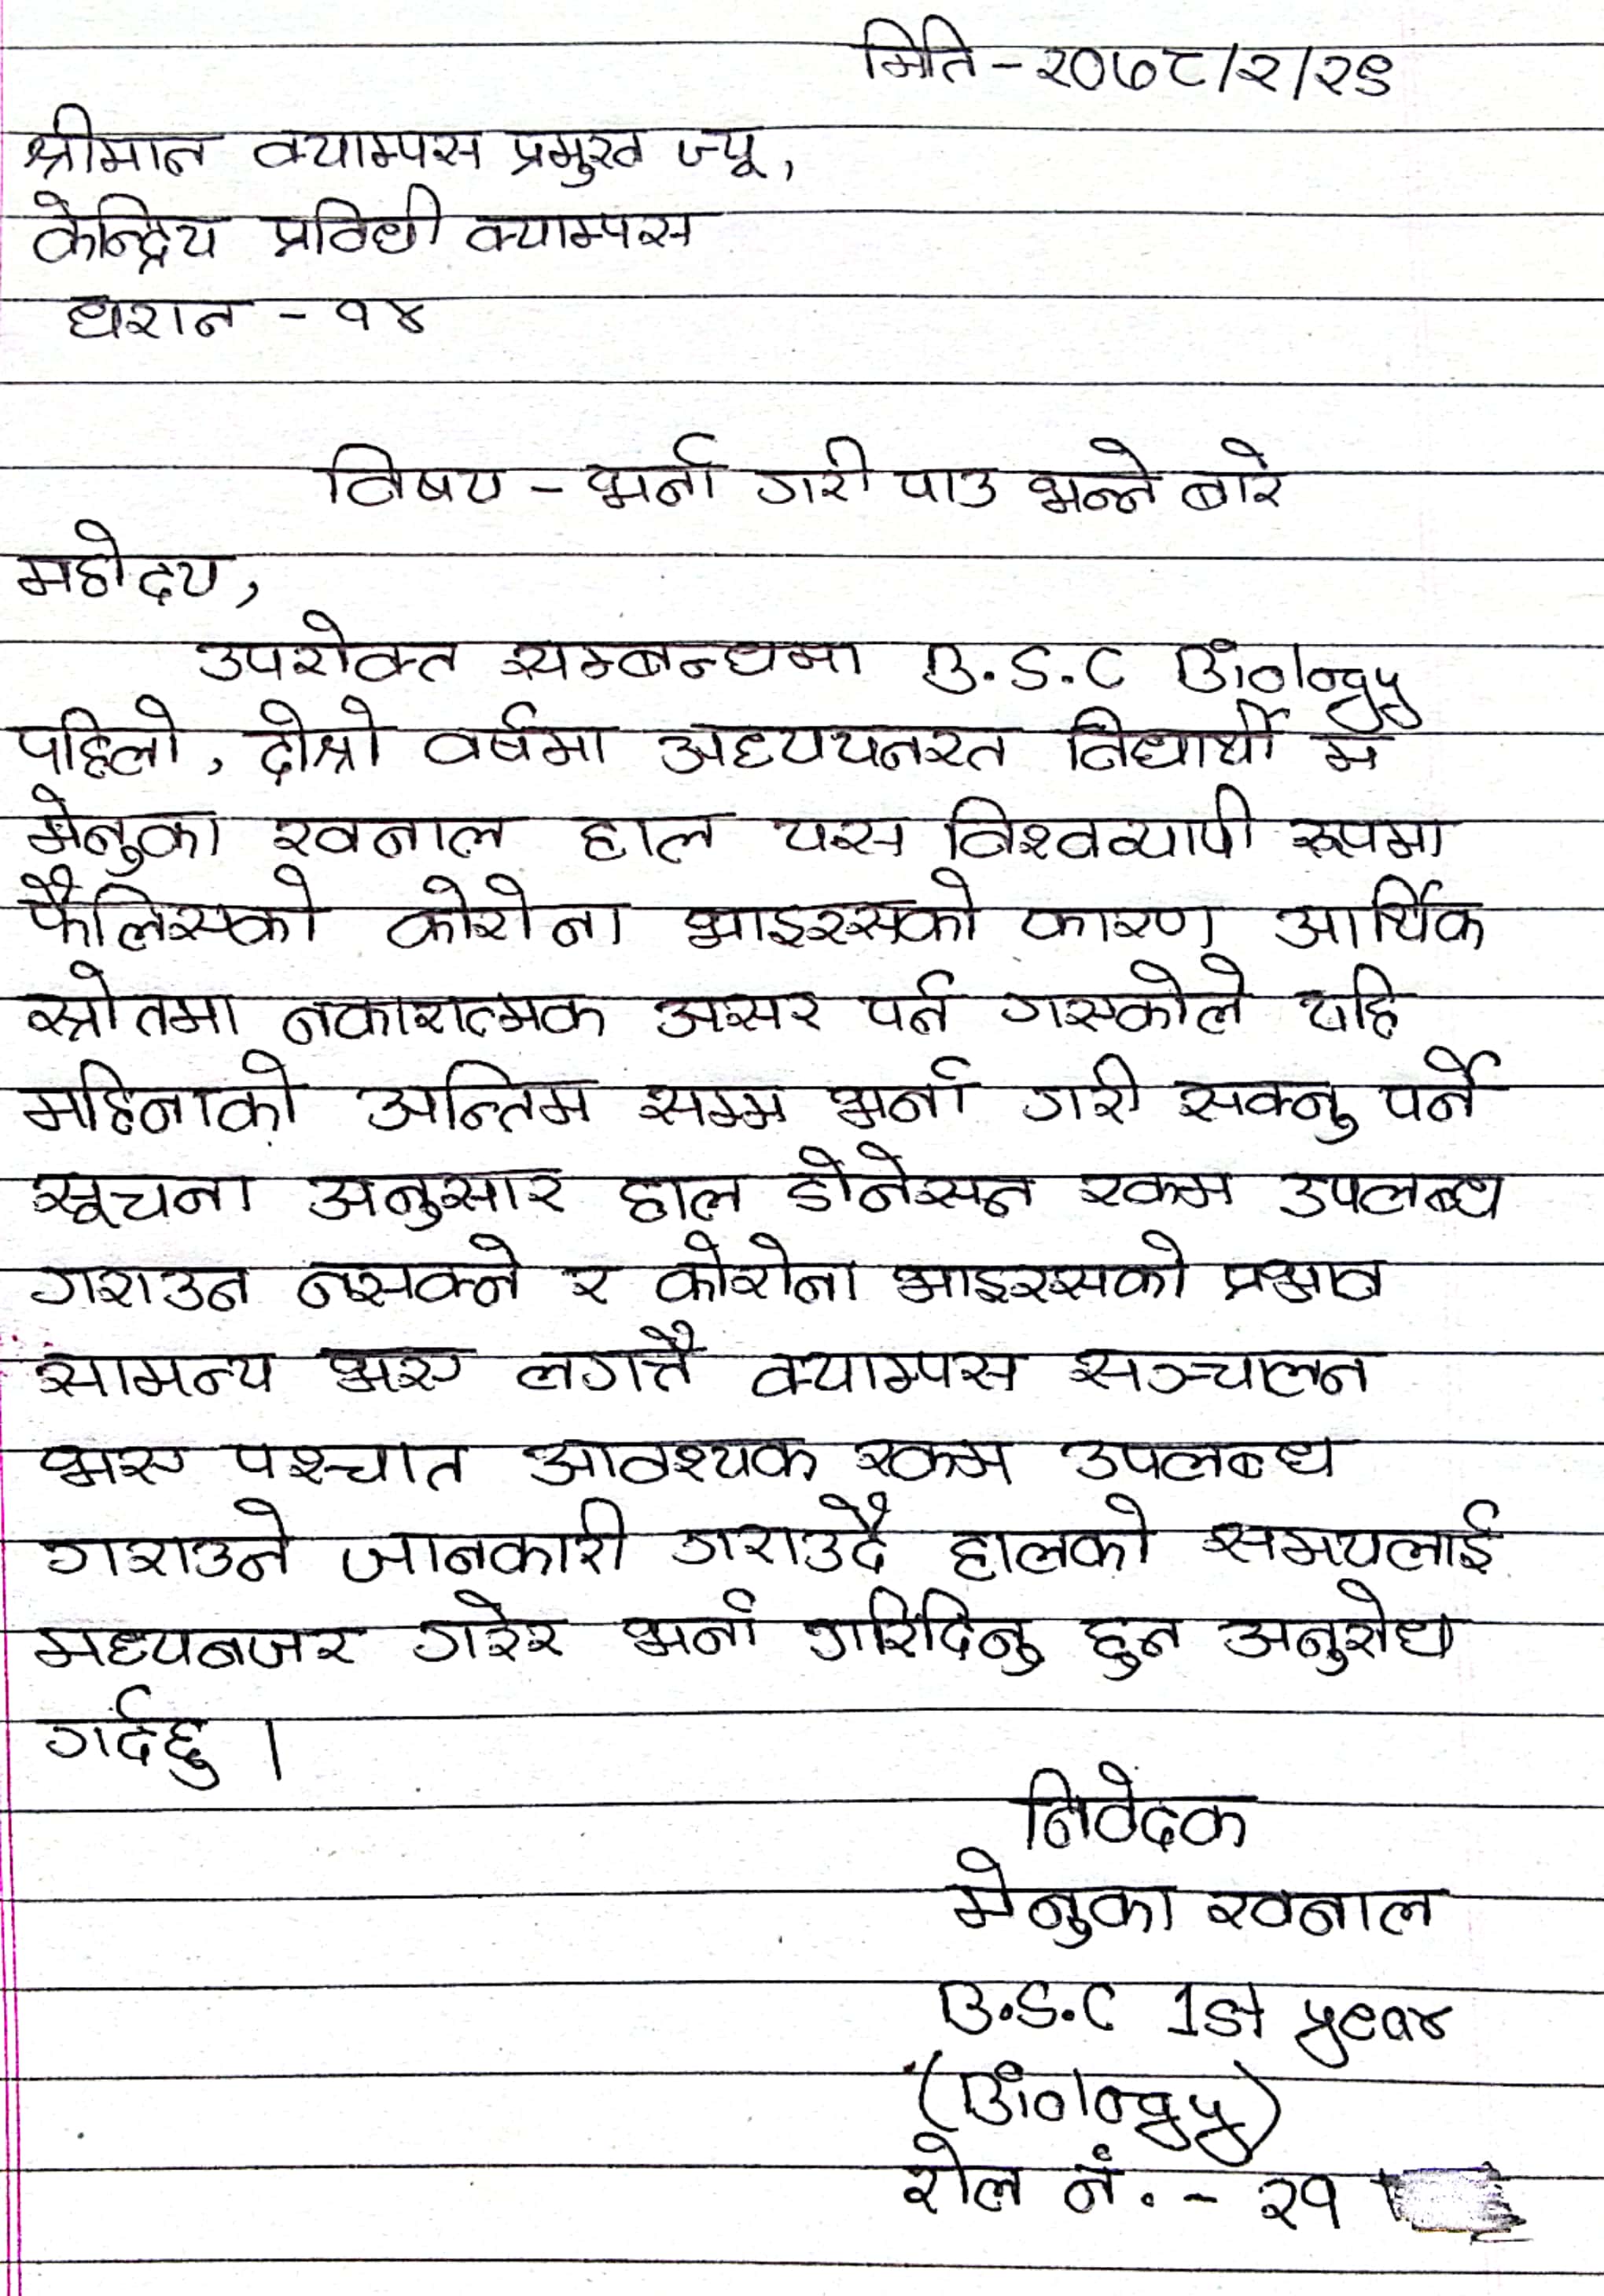 मिति - २०७८/२/२९
श्रीमान क्याम्पस प्रमुख ज्यू,
केन्द्रिय प्रविधी क्याम्पस
धरान - १४
विषय - भर्ना गरी पाउ भन्ने बारे
महोदय,
उपरोक्त सम्बन्धमा B.S.C Biology
पहिलो, दोश्रो वर्षमा अध्ययनरत विधार्थी म
मेनुका खनाल हाल यस विश्वव्यापी रूपमा
फैलिएको कोरोना भाइरसको कारण आर्थिक
स्रोतमा नकारात्मक असर पर्न गएकोले यहि
महिनाको अन्तिम सम्म भर्ना गरी सक्नु पर्ने
सूचना अनुसार हाल डोनेसन रकम उपलब्ध
गराउन नसक्ने र कोरोना भाइरसको प्रभाव
सामन्य भए लगत्तै क्याम्पस सञ्चालन
भए पश्चात आवश्यक रकम उपलब्ध
गराउने जानकारी गराउदै हालको समयलाई
मध्यनजर गरेर भर्ना गरिदिनु हुन अनुरोध
गर्दछु ।
निवेदक
मेनुका खनाल
B.S.C 1st year
(Biology)
रोल नं. - २१